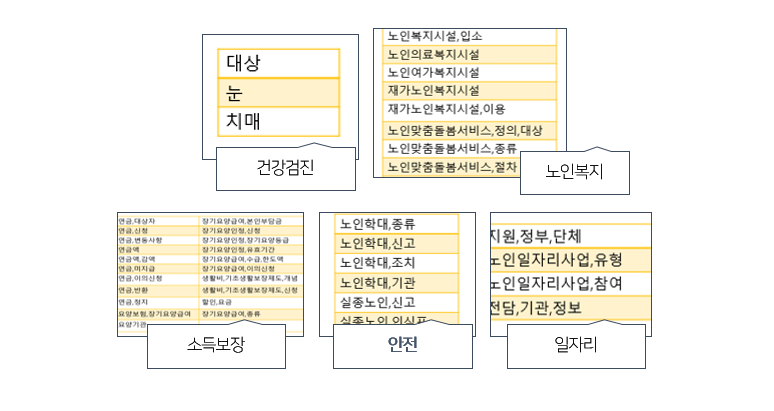 대상
눈
치매
건강검진
노인복지시설,입소
노인의료복지시설
노인여가복지시설
재가노인복지시설
재가노인복지시설,이용
노인맞춤돌봄서비스,정의,대상
노인맞춤돌봄서비스,종류
노인맞춤돌봄서비스,절차
노인복지
연금,대상자 장기요양급여,본인부담금
연금,신청 장기요양인정,신청
연금,변동사항 장기요양인정,장기요양등급
연금액 장기요양인정,유효기간
연금액,감액 장기요양급여,수급,한도액
연금,미지급 장기요양급여,이의신청
연금,이의신청 생활비,기초생활보장제도,개념
연금,반환 생활비,기초생활보장제도,신청
연금,정지 할인,요금
요양보험,장기요양급여 장기요양급여,종류
요양기관
소득보장
노인학대,종류
노인학대,신고
노인학대,조치
노인학대,기관
실종노인,신고
실종노인,인식표
안전
지원,정부,단체
노인일자리사업,유형
노인일자리사업,참여
전담,기관,정보
일자리